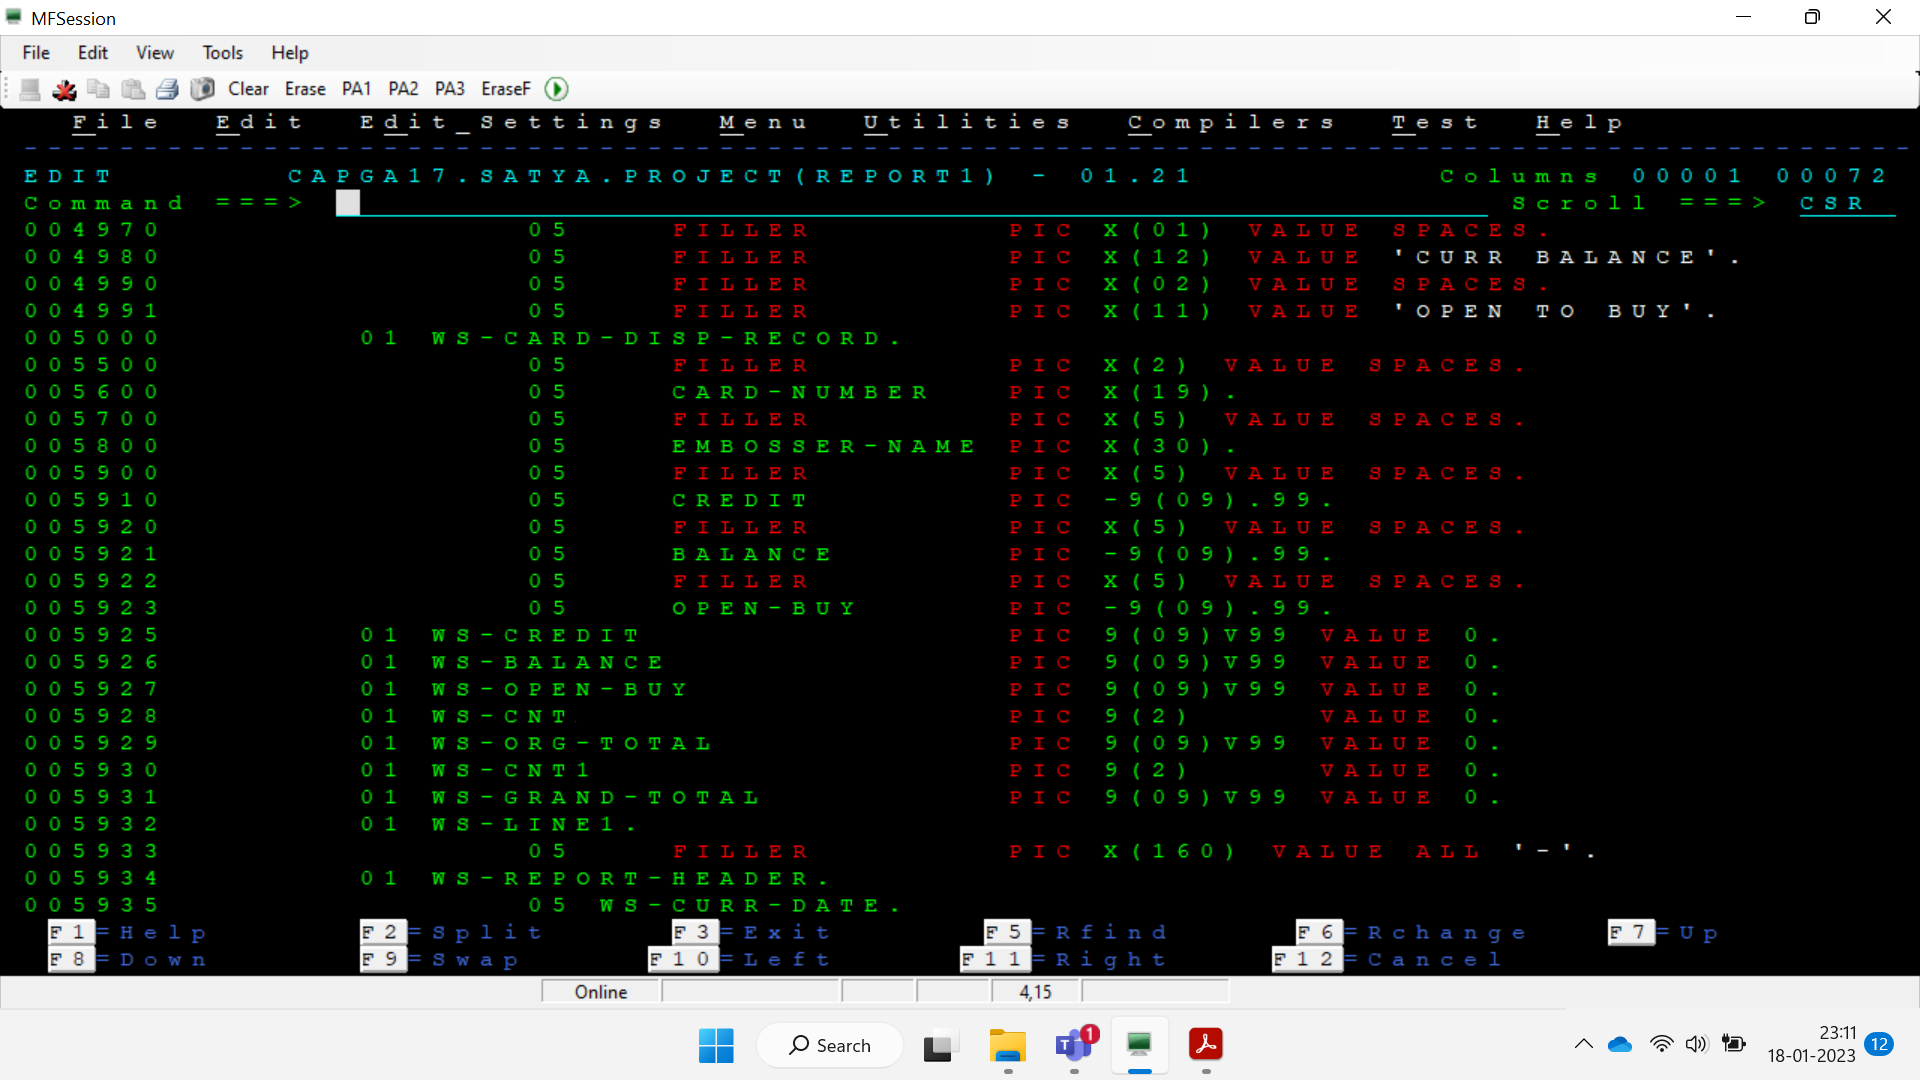 MFSession
File Edit View Tools Help
Clear Erase PA1 PA2 PA3 EraseF
File Edit Edit_Settings Menu Utilities Compilers Test Help
EDIT CAPGA17.SATYA.PROJECT(REPORT1) - 01.21 Columns 00001 00072
Command ===> Scroll ===> CSR
004970 05 FILLER PIC X(01) VALUE SPACES.
004980 05 FILLER PIC X(12) VALUE 'CURR BALANCE'.
004990 05 FILLER PIC X(02) VALUE SPACES.
004991 05 FILLER PIC X(11) VALUE 'OPEN TO BUY'.
005000 01 WS-CARD-DISP-RECORD.
005500 05 FILLER PIC X(2) VALUE SPACES.
005600 05 CARD-NUMBER PIC X(19).
005700 05 FILLER PIC X(5) VALUE SPACES.
005800 05 EMBOSSER-NAME PIC X(30).
005900 05 FILLER PIC X(5) VALUE SPACES.
005910 05 CREDIT PIC -9(09).99.
005920 05 FILLER PIC X(5) VALUE SPACES.
005921 05 BALANCE PIC -9(09).99.
005922 05 FILLER PIC X(5) VALUE SPACES.
005923 05 OPEN-BUY PIC -9(09).99.
005925 01 WS-CREDIT PIC 9(09)V99 VALUE 0.
005926 01 WS-BALANCE PIC 9(09)V99 VALUE 0.
005927 01 WS-OPEN-BUY PIC 9(09)V99 VALUE 0.
005928 01 WS-CNT PIC 9(2) VALUE 0.
005929 01 WS-ORG-TOTAL PIC 9(09)V99 VALUE 0.
005930 01 WS-CNT1 PIC 9(2) VALUE 0.
005931 01 WS-GRAND-TOTAL PIC 9(09)V99 VALUE 0.
005932 01 WS-LINE1.
005933 05 FILLER PIC X(160) VALUE ALL '-'.
005934 01 WS-REPORT-HEADER.
005935 05 WS-CURR-DATE.
F1=Help F2=Split F3=Exit F5=Rfind F6=Rchange F7=Up
F8=Down F9=Swap F10=Left F11=Right F12=Cancel
Online 4,15
Search
1
23:11
18-01-2023
12